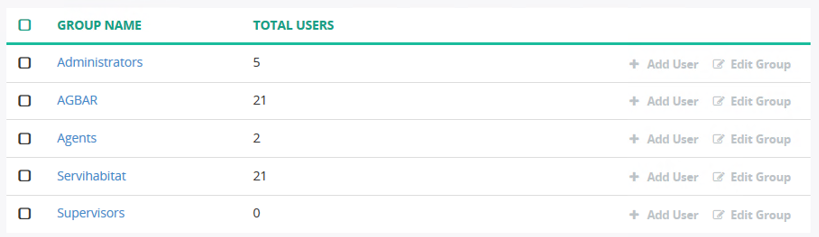 GROUP NAME TOTAL USERS
Administrators 5 Add User Edit Group
AGBAR 21 Add User Edit Group
Agents 2 Add User Edit Group
Servihabitat 21 Add User Edit Group
Supervisors 0 Add User Edit Group